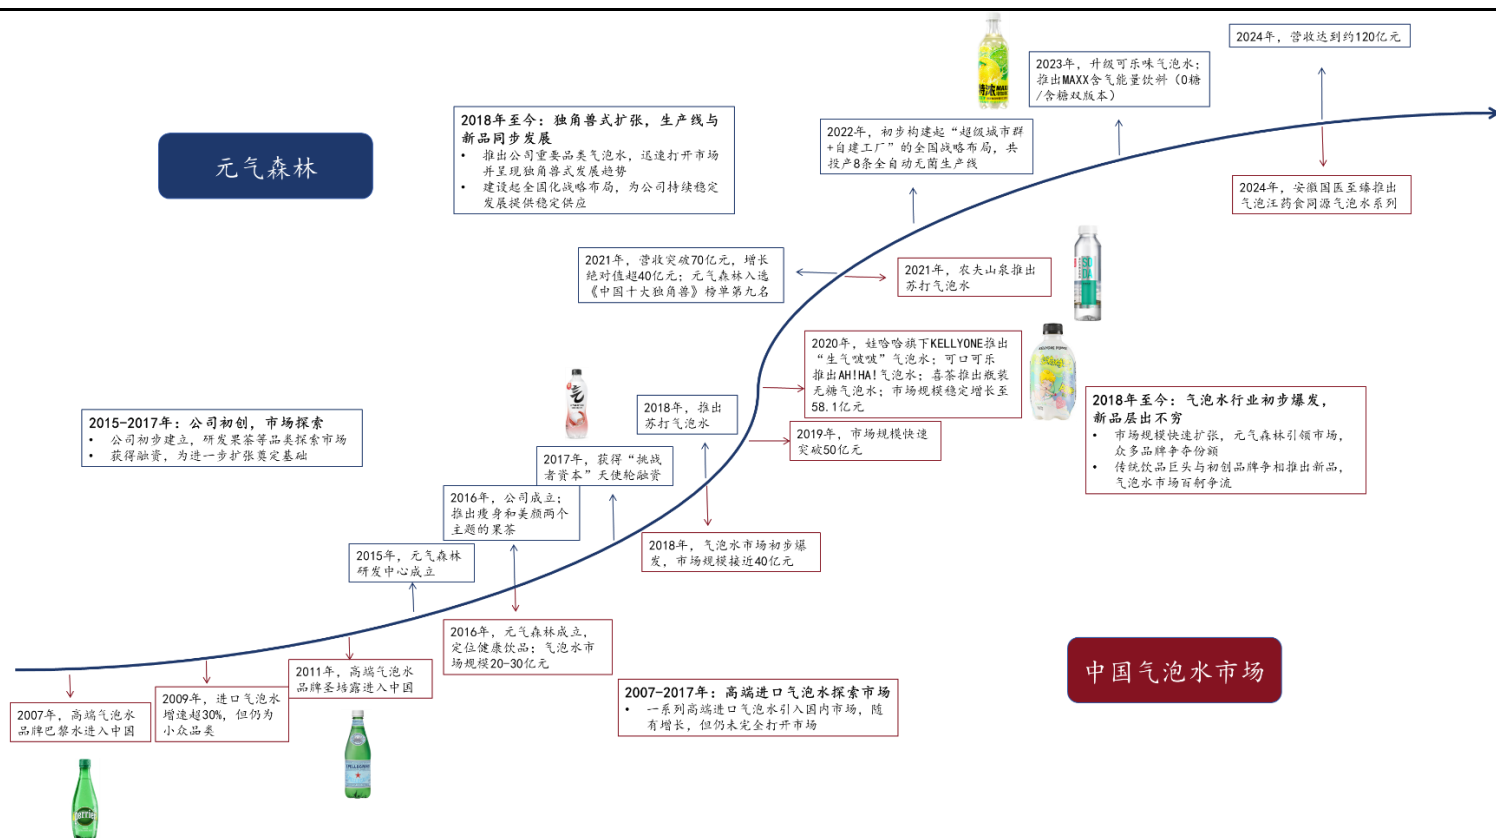 2024年，营收达到约120亿元
2023年，升级可乐味气泡水；
推出MAXX含气能量饮料（0糖
/含糖双版本）
2018年至今：独角兽式扩张，生产线与
新品同步发展
• 推出公司重要品类气泡水，迅速打开市场
并呈现独角兽式发展趋势
• 建设起全国化战略布局，为公司持续稳定
发展提供稳定供应
2022年，初步构建起“超级城市群
+自建工厂”的全国战略布局，共
投产8条全自动无菌生产线
元气森林
2024年，安徽国医至臻推出
气泡汪药食同源气泡水系列
2021年，营收突破70亿元，增长
绝对值超40亿元；元气森林入选
《中国十大独角兽》榜单第九名
2021年，农夫山泉推出
苏打气泡水
2020年，娃哈哈旗下KELLYONE推出
“生气啵啵”气泡水；可口可乐
推出AH!HA!气泡水；喜茶推出瓶装
无糖气泡水；市场规模稳定增长至
58.1亿元
2018年至今：气泡水行业初步爆发，
新品层出不穷
• 市场规模快速扩张，元气森林引领市场，
众多品牌争夺份额
• 传统饮品巨头与初创品牌争相推出新品，
气泡水市场百舸争流
2015-2017年：公司初创，市场探索
• 公司初步建立，研发果茶等品类探索市场
• 获得融资，为进一步扩张奠定基础
2018年，推出
苏打气泡水
2019年，市场规模快速
突破50亿元
2017年，获得“挑战
者资本”天使轮融资
2016年，公司成立；
推出瘦身和美颜两个
主题的果茶
2018年，气泡水市场初步爆
发，市场规模接近40亿元
2015年，元气森林
研发中心成立
2016年，元气森林成立，
定位健康饮品；气泡水市
场规模20-30亿元
中国气泡水市场
2011年，高端气泡水
品牌圣培露进入中国
2009年，进口气泡水
增速超30%，但仍为
小众品类
2007年，高端气泡水
品牌巴黎水进入中国
2007-2017年：高端进口气泡水探索市场
• 一系列高端进口气泡水引入国内市场，随
有增长，但仍未完全打开市场
特浓
MAXX
SO
DA
気
perrier